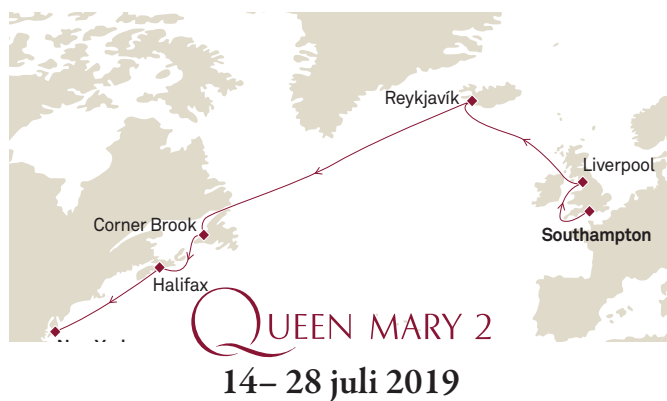 Reykjavík
Liverpool
Corner Brook
Southampton
Halifax
QUEEN MARY 2
14– 28 juli 2019